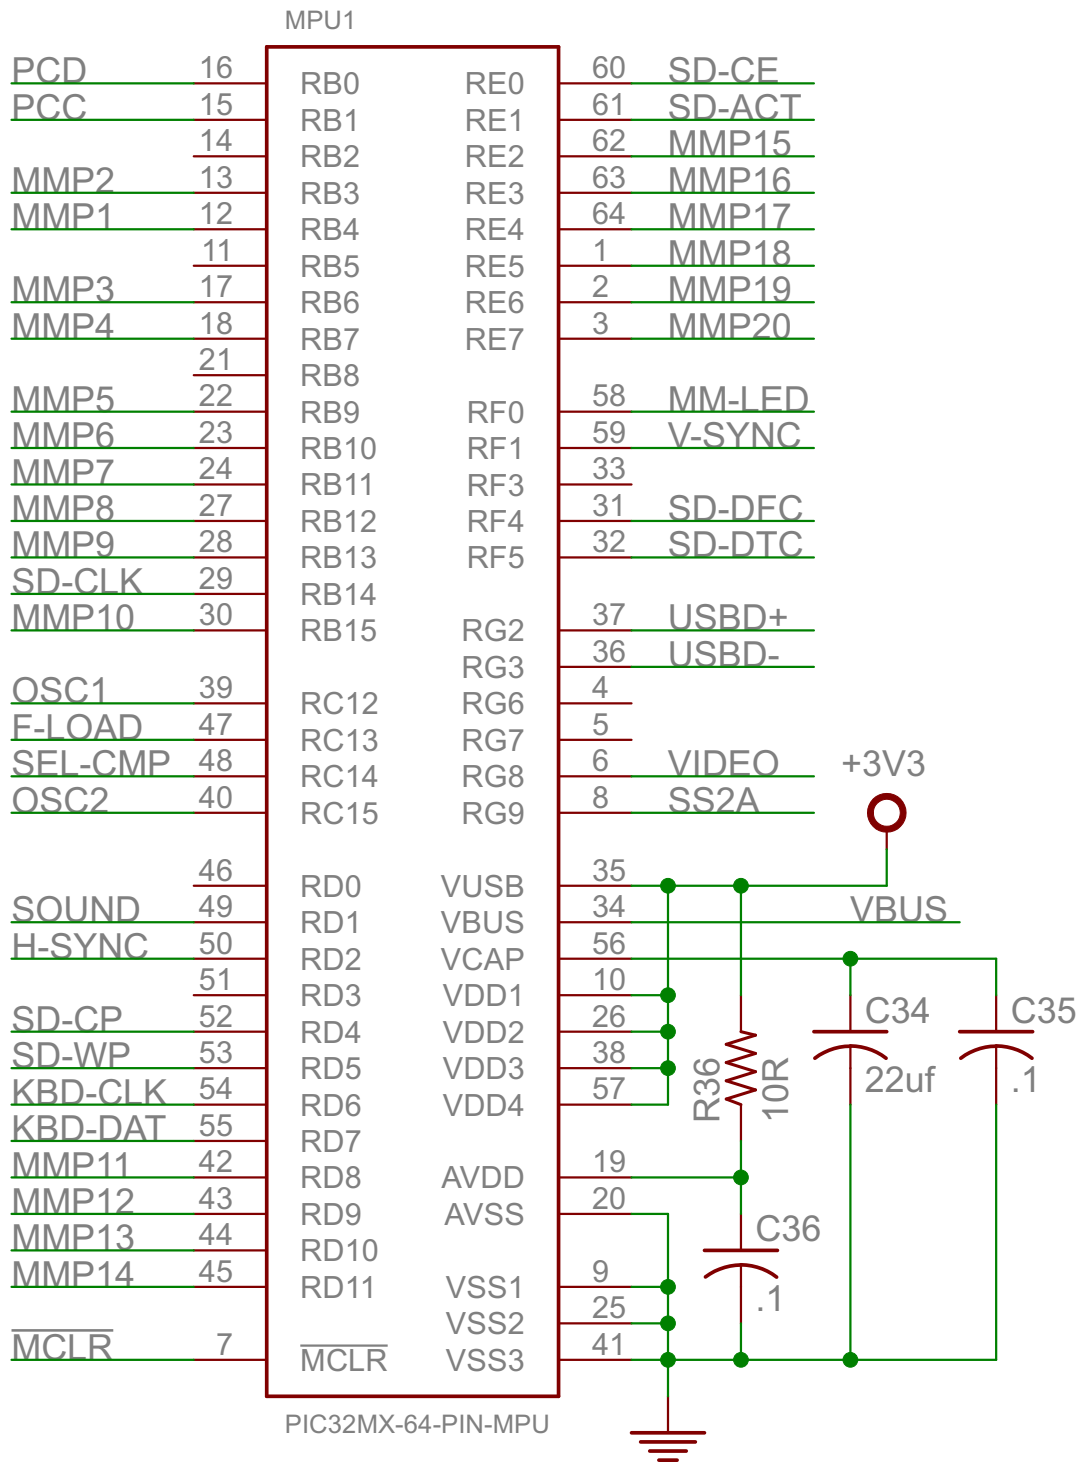 MPU1
PCD 16 RB0 RE0 60 SD-CE
PCC 15 RB1 RE1 61 SD-ACT
14 RB2 RE2 62 MMP15
MMP2 13 RB3 RE3 63 MMP16
MMP1 12 RB4 RE4 64 MMP17
11 RB5 RE5 1 MMP18
MMP3 17 RB6 RE6 2 MMP19
MMP4 18 RB7 RE7 3 MMP20
21 RB8
MMP5 22 RB9 RF0 58 MM-LED
MMP6 23 RB10 RF1 59 V-SYNC
MMP7 24 RB11 RF3 33
MMP8 27 RB12 RF4 31 SD-DFC
MMP9 28 RB13 RF5 32 SD-DTC
SD-CLK 29 RB14
MMP10 30 RB15 RG2 37 USBD+
RG3 36 USBD-
OSC1 39 RC12 RG6 4
F-LOAD 47 RC13 RG7 5
SEL-CMP 48 RC14 RG8 6 VIDEO +3V3
OSC2 40 RC15 RG9 8 SS2A
46 RD0 VUSB 35
SOUND 49 RD1 VBUS 34 VBUS
H-SYNC 50 RD2 VCAP 56
51 RD3 VDD1 10 C34 C35
SD-CP 52 RD4 VDD2 26
SD-WP 53 RD5 VDD3 38 R36 10R 22uf .1
KBD-CLK 54 RD6 VDD4 57
KBD-DAT 55 RD7
MMP11 42 RD8 AVDD 19
MMP12 43 RD9 AVSS 20 C36
MMP13 44 RD10
MMP14 45 RD11 VSS1 9 .1
VSS2 25
MCLR 7 MCLR VSS3 41
PIC32MX-64-PIN-MPU